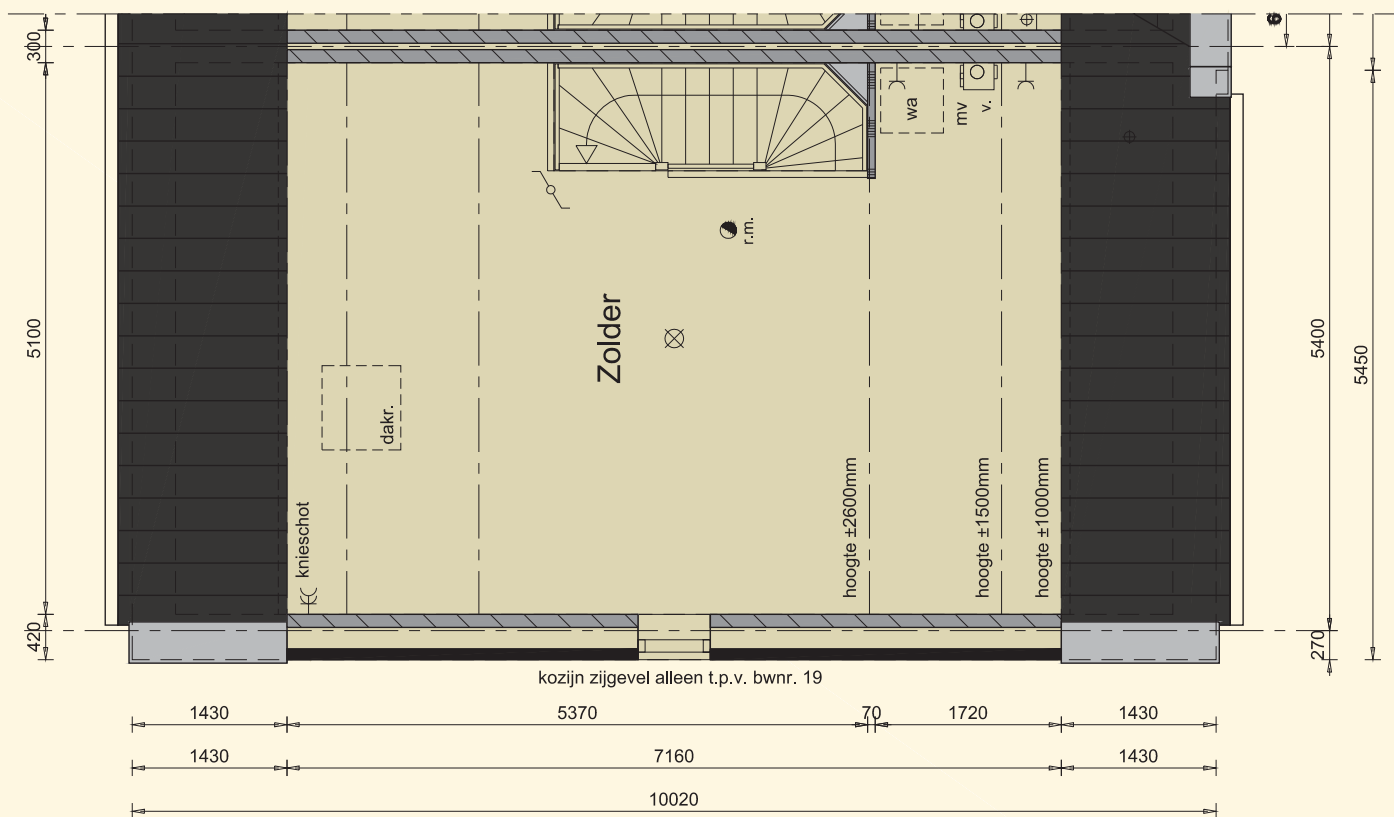 300
5100
420
wa
mv
v.
r.m.
Zolder
dakr.
knieschot
hoogte ±2600mm
hoogte ±1500mm
hoogte ±1000mm
5400
5450
270
kozijn zijgevel alleen t.p.v. bwnr. 19
1430
5370
70
1720
1430
1430
7160
1430
10020